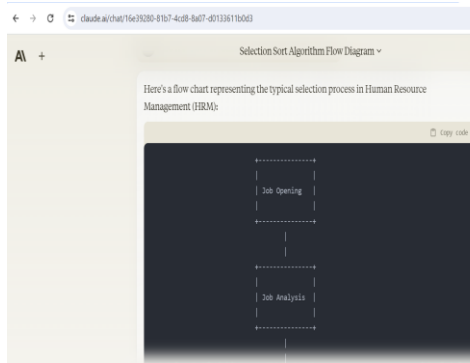 claude.ai/chat/16e39280-81b7-4cd8-8a07-d0133611b0d3
A\ +
Selection Sort Algorithm Flow Diagram
Here's a flow chart representing the typical selection process in Human Resource
Management (HRM):
Copy code
+---------------+
| |
| Job Opening |
| |
+---------------+
|
|
+---------------+
| |
| Job Analysis |
| |
+---------------+
|